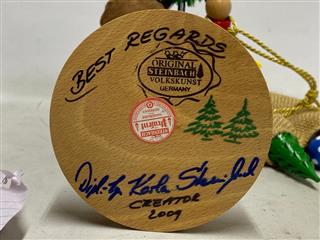 BEST REGARDS
ORIGINAL
STEINBACH
VOLKSKUNST
GERMANY
Karla Steinbach
CREATOR
2009